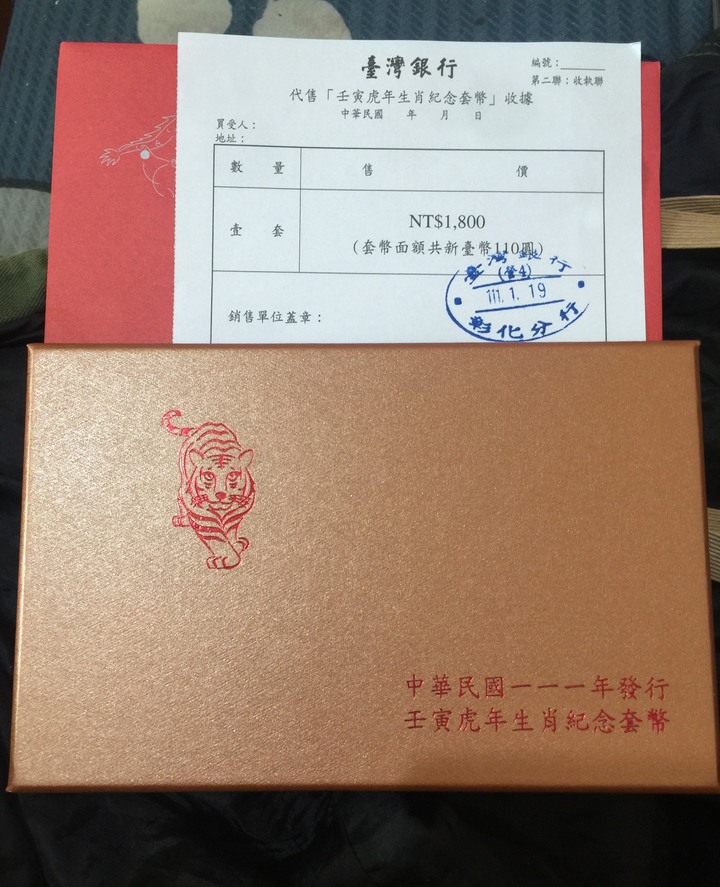 臺灣銀行
編號：
第二聯：收執聯
代售「壬寅虎年生肖紀念套幣」收據
中華民國 年 月 日
買受人：
地址：
數 量 售 價
壹 套 NT$1,800
（套幣面額共新臺幣110圓）
臺灣銀行
(營4)
111. 1. 19
彰化分行
銷售單位蓋章：
中華民國一一一年發行
壬寅虎年生肖紀念套幣